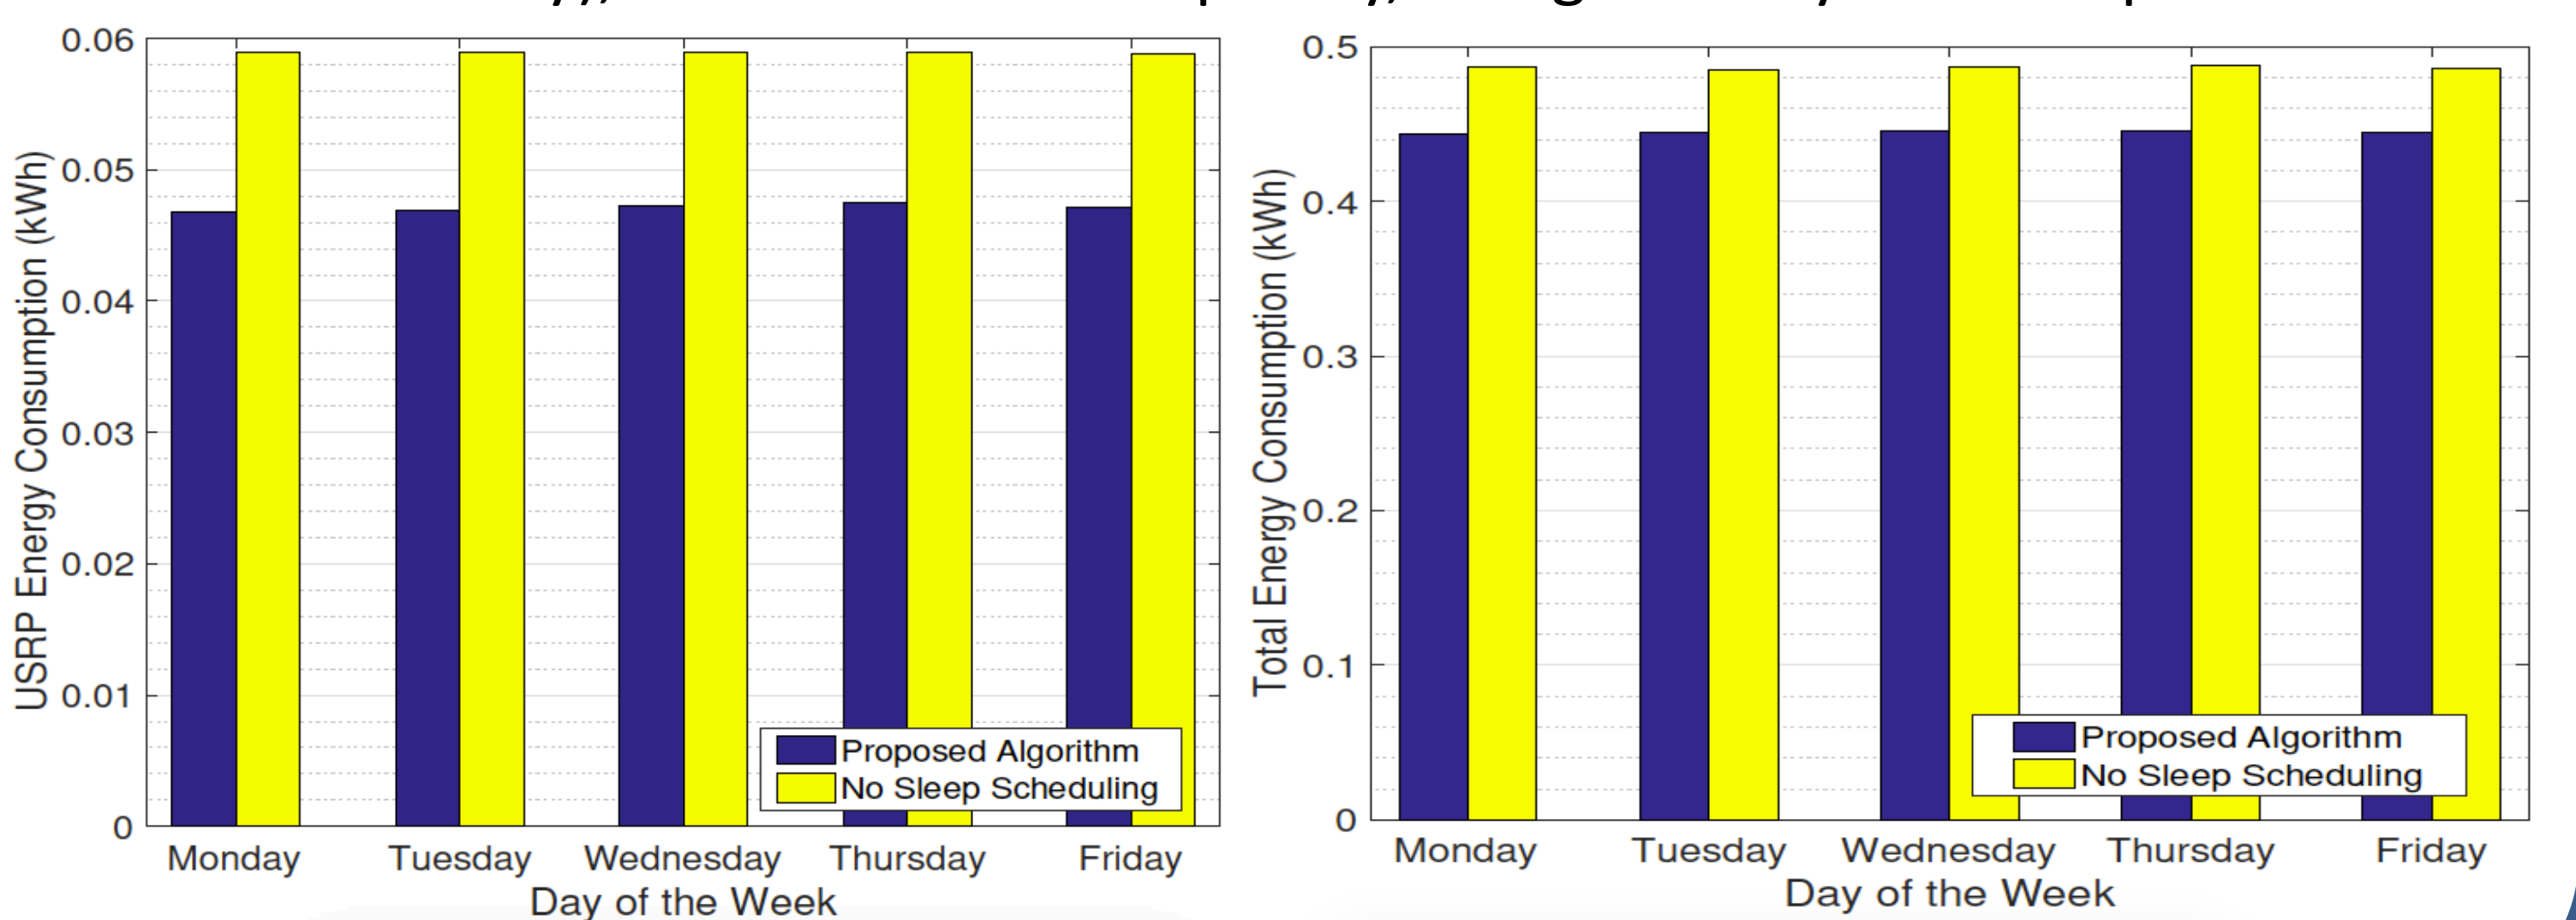 USRP Energy Consumption (kWh)
0.06
0.05
0.04
0.03
0.02
0.01
0
Proposed Algorithm
No Sleep Scheduling
Monday Tuesday Wednesday Thursday Friday
Day of the Week
Total Energy Consumption (kWh)
0.5
0.4
0.3
0.2
0.1
0
Proposed Algorithm
No Sleep Scheduling
Monday Tuesday Wednesday Thursday Friday
Day of the Week